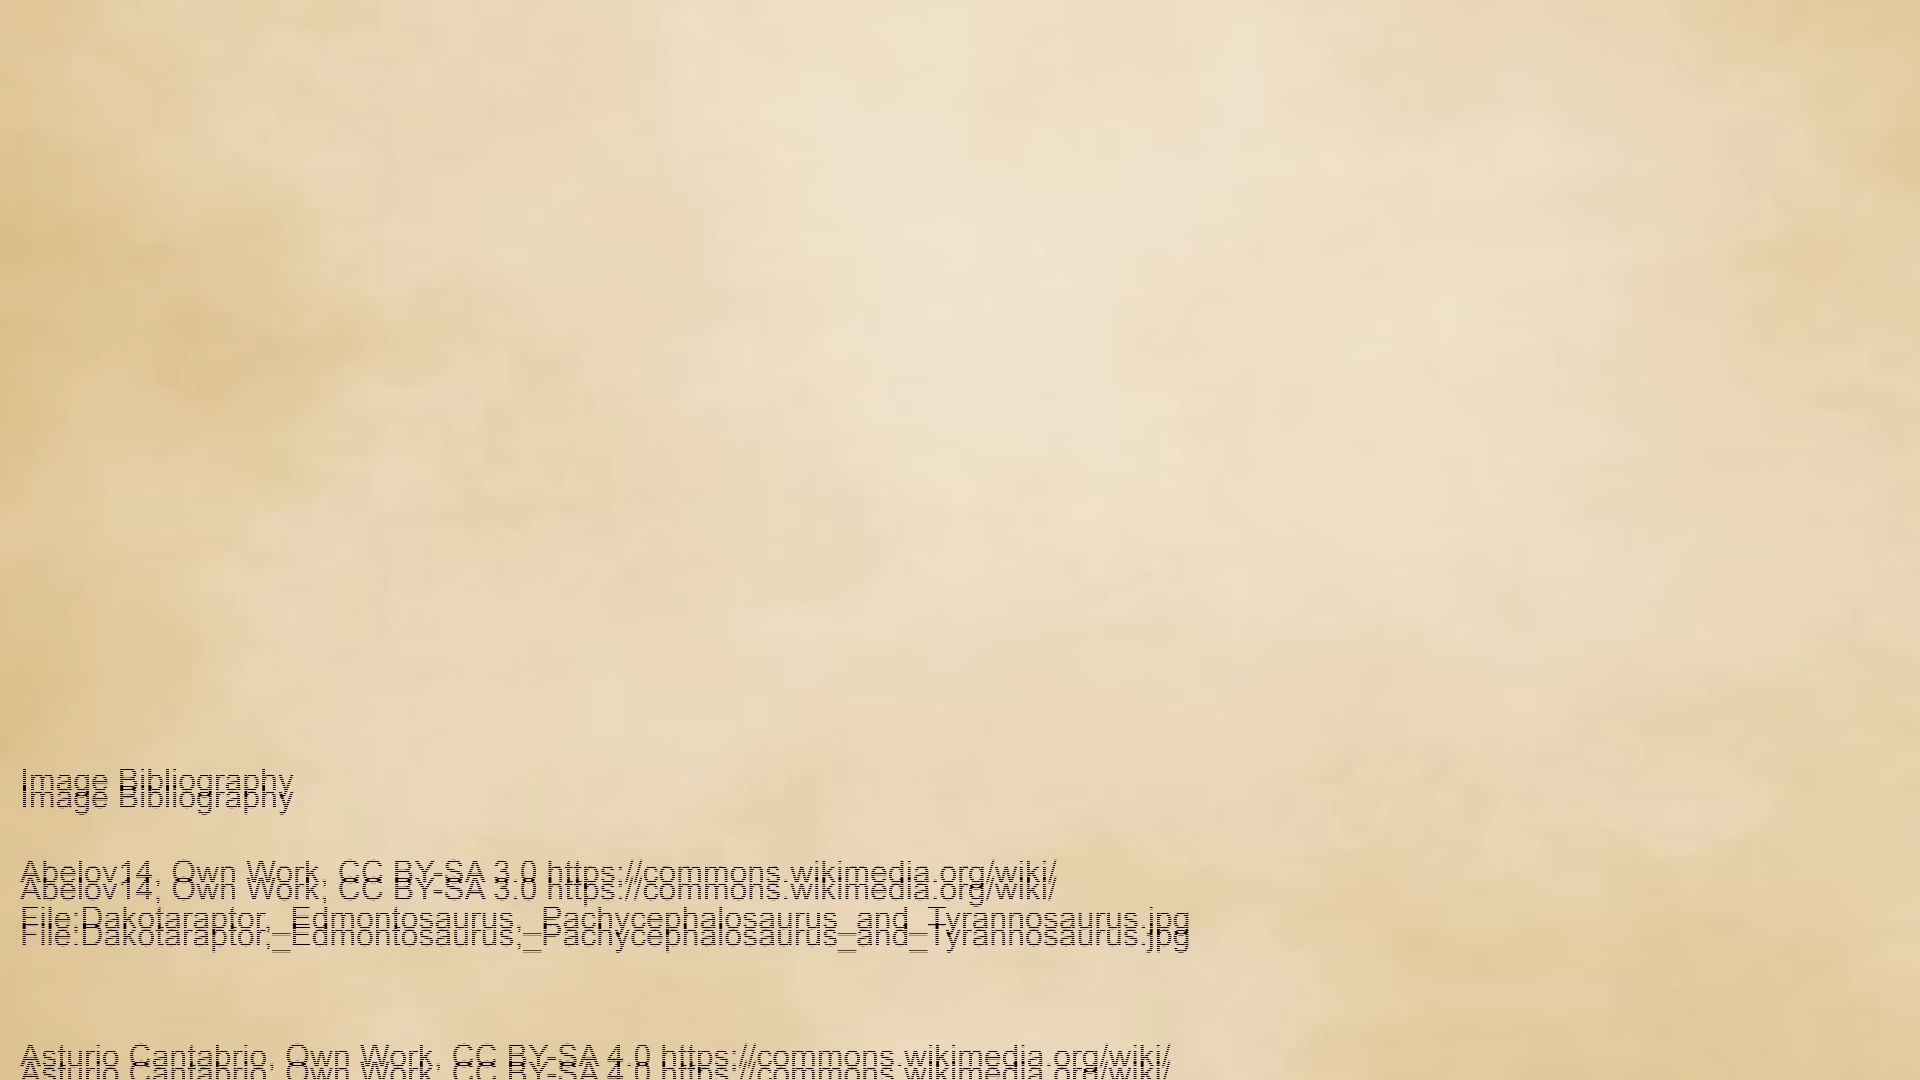 Image Bibliography
Abelov14, Own Work, CC BY-SA 3.0 https://commons.wikimedia.org/wiki/
File:Dakotaraptor,_Edmontosaurus,_Pachycephalosaurus_and_Tyrannosaurus.jpg
Asturio Cantabrio, Own Work, CC BY-SA 4.0 https://commons.wikimedia.org/wiki/